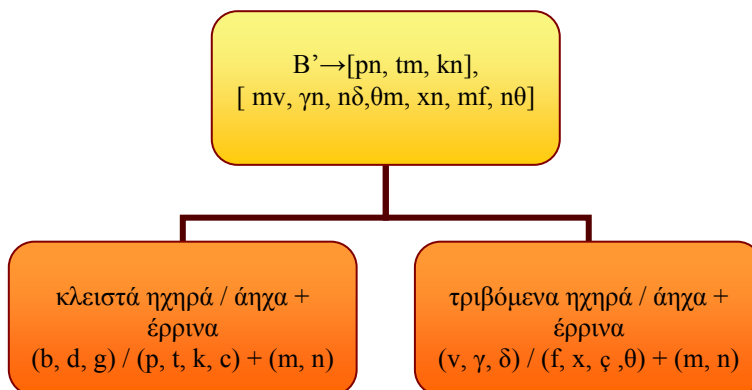 Β’→[pn, tm, kn],
[ mv, γn, nδ,θm, xn, mf, nθ]
κλειστά ηχηρά / άηχα +
έρρινα
(b, d, g) / (p, t, k, c) + (m, n)
τριβόμενα ηχηρά / άηχα +
έρρινα
(v, γ, δ) / (f, x, ç ,θ) + (m, n)